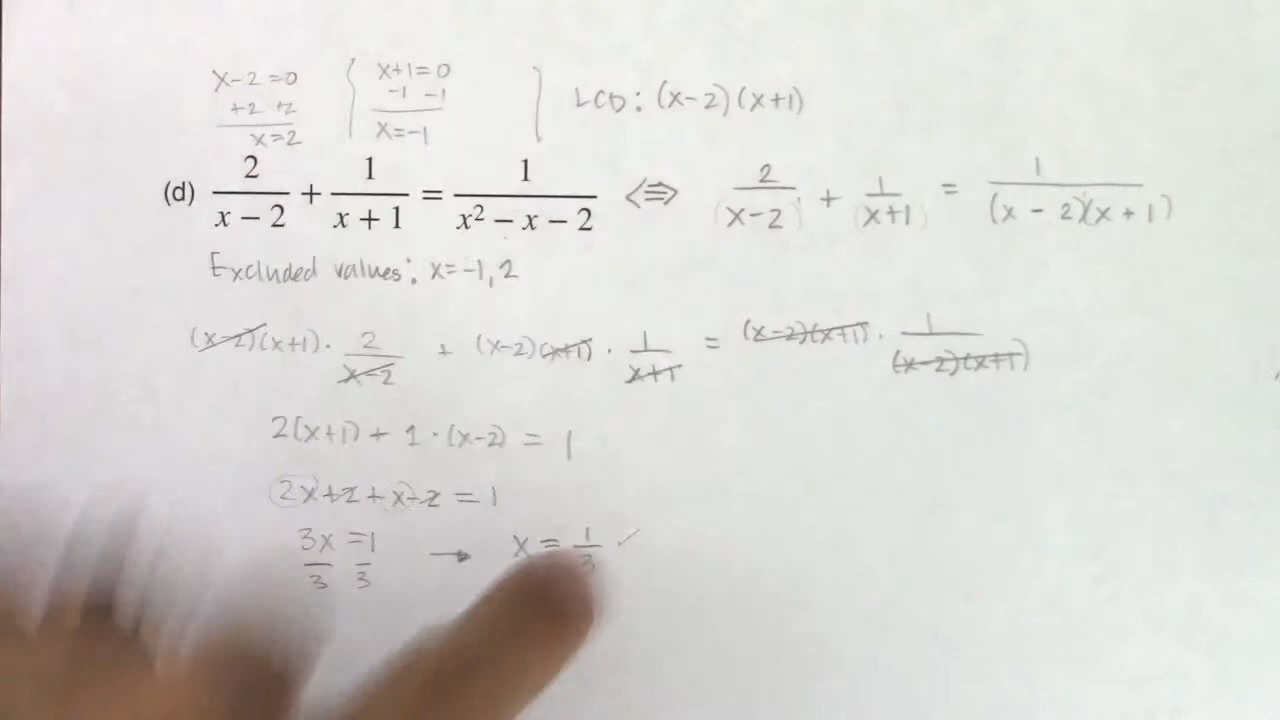 x-2=0 x+1=0 LCD: (x-2)(x+1)
+2 +2 -1 -1
x=2 x=-1
(d) 2/(x − 2) + 1/(x + 1) = 1/(x² − x − 2) ⟺ 2/(x-2) + 1/(x+1) = 1/((x-2)(x+1))
Excluded values: x=-1, 2
(x-2)(x+1) · 2/(x-2) + (x-2)(x+1) · 1/(x+1) = (x-2)(x+1) · 1/((x-2)(x+1))
2(x+1) + 1 · (x-2) = 1
2x+2+x-2 = 1
3x/3 = 1/3 → x = 1/3 ✓